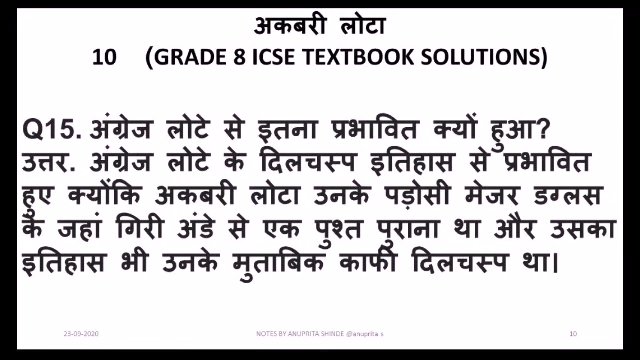 अकबरी लोटा
10 (GRADE 8 ICSE TEXTBOOK SOLUTIONS)
Q15. अंग्रेज लोटे से इतना प्रभावित क्यों हुआ?
उत्तर. अंग्रेज लोटे के दिलचस्प इतिहास से प्रभावित
हुए क्योंकि अकबरी लोटा उनके पड़ोसी मेजर डग्लस
के जहां गिरी अंडे से एक पुश्त पुराना था और उसका
इतिहास भी उनके मुताबिक काफी दिलचस्प था।
23-09-2020 NOTES BY ANUPRITA SHINDE @anuprita s 10